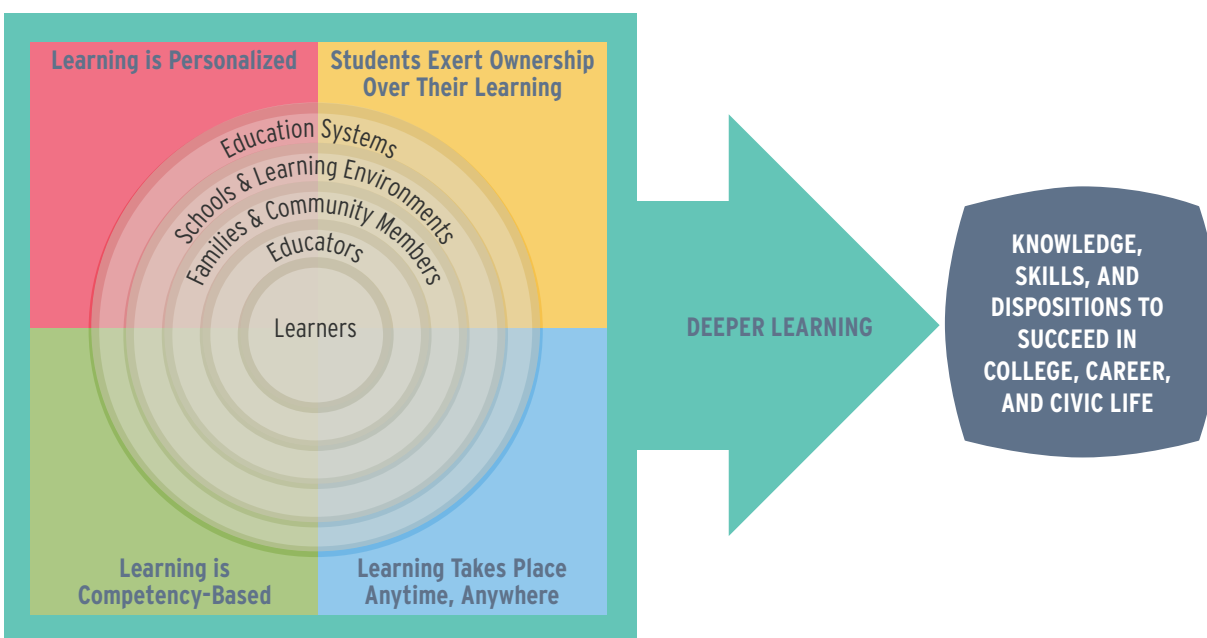 Learning is Personalized
Students Exert Ownership
Over Their Learning
Education Systems
Schools & Learning Environments
Families & Community Members
Educators
Learners
Learning is
Competency-Based
Learning Takes Place
Anytime, Anywhere
DEEPER LEARNING
KNOWLEDGE,
SKILLS, AND
DISPOSITIONS TO
SUCCEED IN
COLLEGE, CAREER,
AND CIVIC LIFE